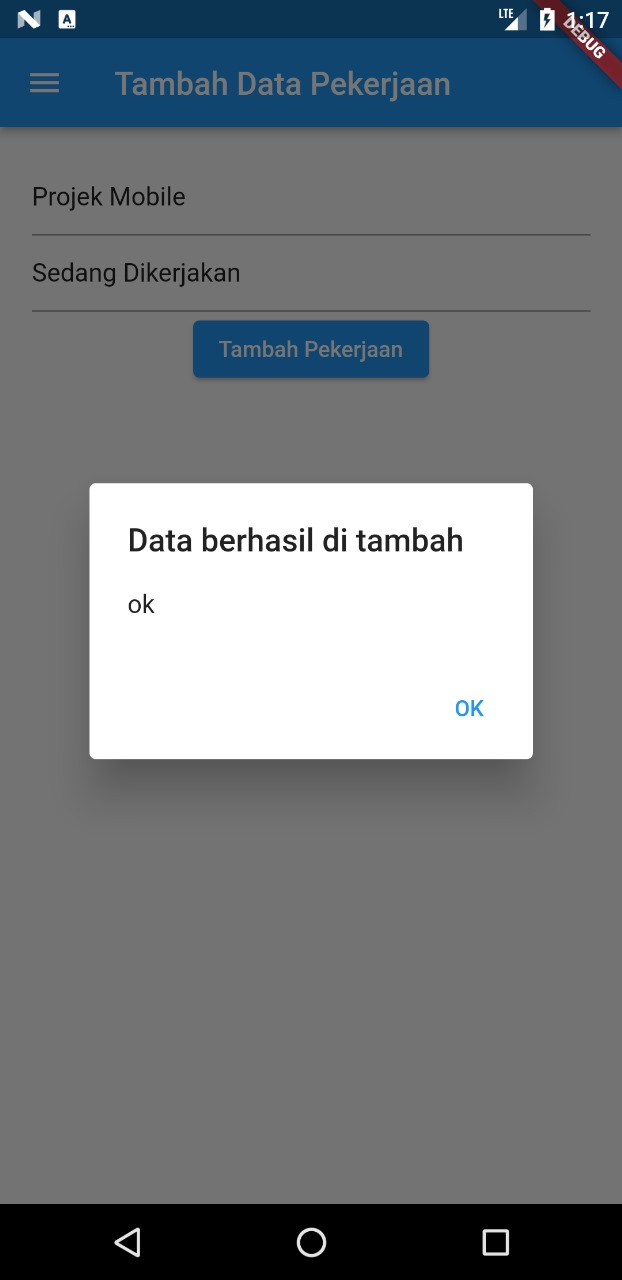 LTE 1:17
DEBUG
Tambah Data Pekerjaan
Projek Mobile
Sedang Dikerjakan
Tambah Pekerjaan
Data berhasil di tambah
ok
OK